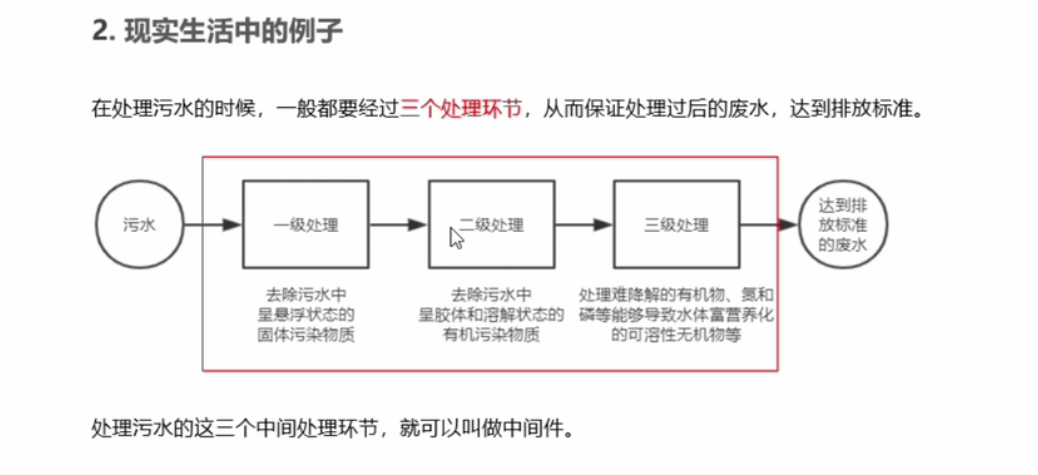 2. 现实生活中的例子
在处理污水的时候，一般都要经过三个处理环节，从而保证处理过后的废水，达到排放标准。
污水
一级处理
二级处理
三级处理
达到排
放标准
的废水
去除污水中
呈悬浮状态的
固体污染物质
去除污水中
呈胶体和溶解状态的
有机污染物质
处理难降解的有机物、氮和
磷等能够导致水体富营养化
的可溶性无机物等
处理污水的这三个中间处理环节，就可以叫做中间件。